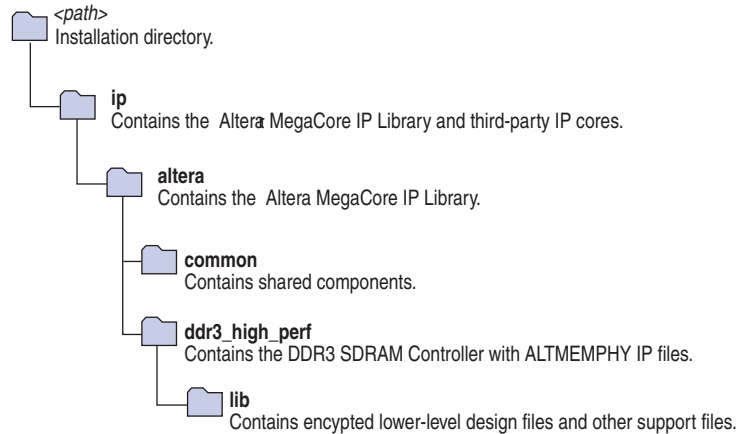 <path>
Installation directory.
ip
Contains the Altera MegaCore IP Library and third-party IP cores.
altera
Contains the Altera MegaCore IP Library.
common
Contains shared components.
ddr3_high_perf
Contains the DDR3 SDRAM Controller with ALTMEMPHY IP files.
lib
Contains encypted lower-level design files and other support files.